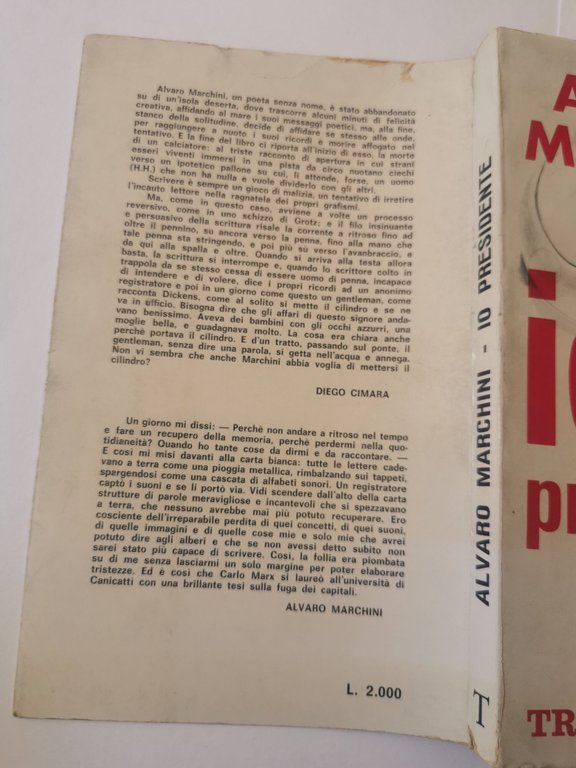 Alvaro Marchini, un poeta senza nome, è stato abbandonato
su di un'isola deserta, dove trascorre alcuni minuti di felicità
creativa, affidando al mare i suoi messaggi poetici, ma, alla fine,
stanco della solitudine, decide di affidare se stesso alle onde,
per raggiungere a nuoto i suoi ricordi e morire affogato nel
tentativo. E la fine del libro ci riporta all'inizio di esso, la morte
di un calciatore: al triste racconto di apertura in cui strani
esseri viventi immersi in una pista da circo nuotano ciechi
verso un ipotetico pallone su cui, li attende, forse, un uomo
(H.H.) che non ha nulla e vuole dividerlo con gli altri.
Scrivere è sempre un gioco di malizia, un tentativo di irretire
l'incauto lettore nella ragnatela dei propri grafismi.
Ma, come in questo caso, avviene a volte un processo
reversivo, come in uno schizzo di Grotz; e il filo insinuante
e persuasivo della scrittura risale la corrente a ritroso fino ad
oltre il pennino, su ancora verso la penna, fino alla mano che
tale penna sta stringendo, e poi più su verso l'avambraccio, e
da qui alla spalla e oltre. Quando si arriva alla testa allora
basta, la scrittura si interrompe e, quando lo scrittore colto in
trappola da se stesso cessa di essere uomo di penna, incapace
di intendere e di volere, dice i propri ricordi ad un anonimo
registratore e poi in un giorno come questo un gentleman, come
racconta Dickens, come al solito si mette il cilindro e se ne
va in ufficio. Bisogna dire che gli affari di questo signore anda-
vano benissimo. Aveva dei bambini con gli occhi azzurri, una
moglie bella, e guadagnava molto. La cosa era chiara anche
perchè portava il cilindro. E d'un tratto, passando sul ponte, il
gentleman, senza dire una parola, si getta nell'acqua e annega.
Non vi sembra che anche Marchini abbia voglia di mettersi il
cilindro?
DIEGO CIMARA
Un giorno mi dissi: — Perchè non andare a ritroso nel tempo
e fare un recupero della memoria, perchè perdermi nella quo-
tidianeità? Quando ho tante cose da dirmi e da raccontare. —
E così mi misi davanti alla carta bianca: tutte le lettere cade-
vano a terra come una pioggia metallica, rimbalzando sui tappeti,
spargendosi come una cascata di alfabeti sonori. Un registratore
captò i suoni e se li portò via. Vidi scendere dall'alto della carta
strutture di parole meravigliose e incantevoli che si spezzavano
a terra, che nessuno avrebbe mai più potuto recuperare. Ero
cosciente dell'irreparabile perdita di quei concetti, di quei suoni,
di quelle immagini e di quelle cose mie e solo mie che avrei
potuto dire agli alberi e che se non avessi detto subito non
sarei stato più capace di scrivere. Così, la follia era piombata
su di me senza lasciarmi un solo margine per poter elaborare
tristezze. Ed è così che Carlo Marx si laureò all'università di
Canicattì con una brillante tesi sulla fuga dei capitali.
ALVARO MARCHINI
L. 2.000
ALVARO MARCHINI - IO PRESIDENTE
T
A
M
io
pr
TR